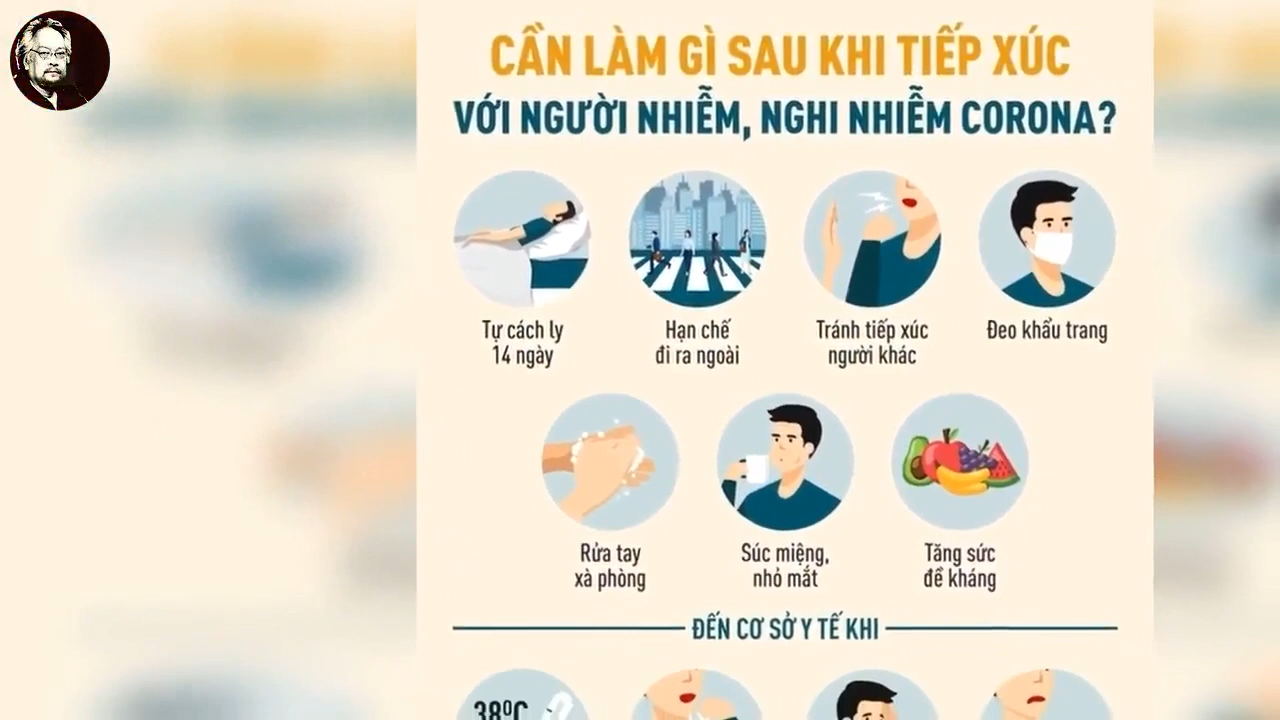 CẦN LÀM GÌ SAU KHI TIẾP XÚC
VỚI NGƯỜI NHIỄM, NGHI NHIỄM CORONA?
Tự cách ly
14 ngày
Hạn chế
đi ra ngoài
Tránh tiếp xúc
người khác
Đeo khẩu trang
Rửa tay
xà phòng
Súc miệng,
nhỏ mắt
Tăng sức
đề kháng
ĐẾN CƠ SỞ Y TẾ KHI
38°C